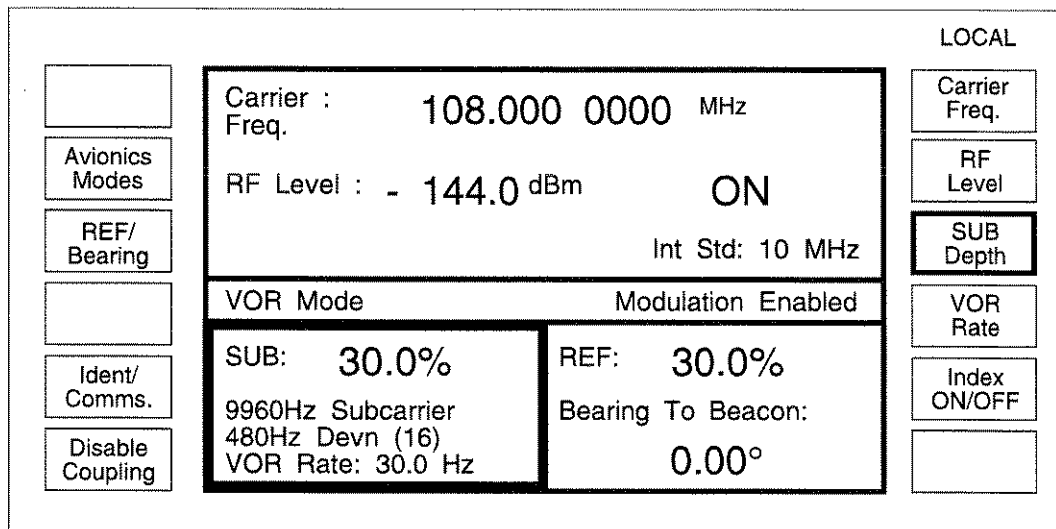 LOCAL
Avionics
Modes
REF/
Bearing
Ident/
Comms.
Disable
Coupling
Carrier :
Freq.
108.000 0000 MHz
RF Level : - 144.0 dBm ON
Int Std: 10 MHz
VOR Mode Modulation Enabled
SUB: 30.0%
9960Hz Subcarrier
480Hz Devn (16)
VOR Rate: 30.0 Hz
REF: 30.0%
Bearing To Beacon:
0.00°
Carrier
Freq.
RF
Level
SUB
Depth
VOR
Rate
Index
ON/OFF